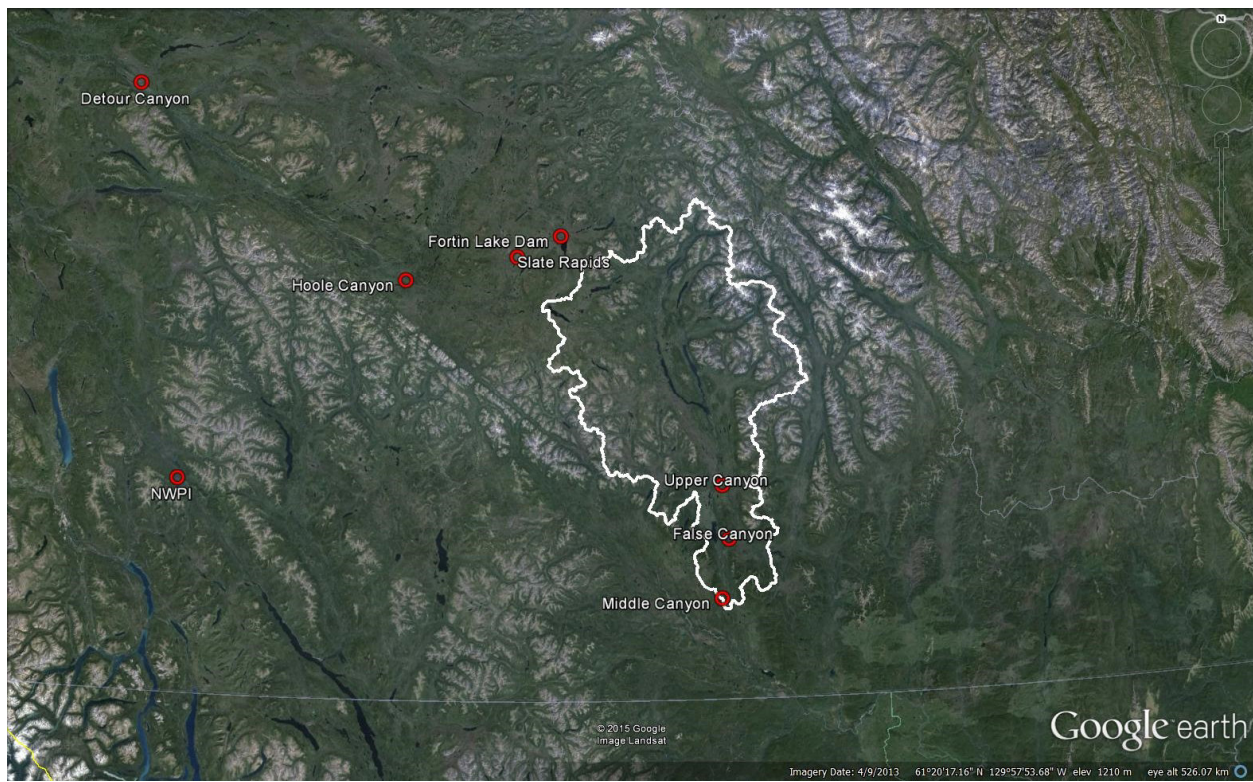 N
Detour Canyon
Fortin Lake Dam
Slate Rapids
Hoole Canyon
Upper Canyon
NWPI
False Canyon
Middle Canyon
© 2015 Google
Image Landsat
Google earth
Imagery Date: 4/9/2013 61°20'17.16" N 129°57'53.68" W elev 1210 m eye alt 526.07 km